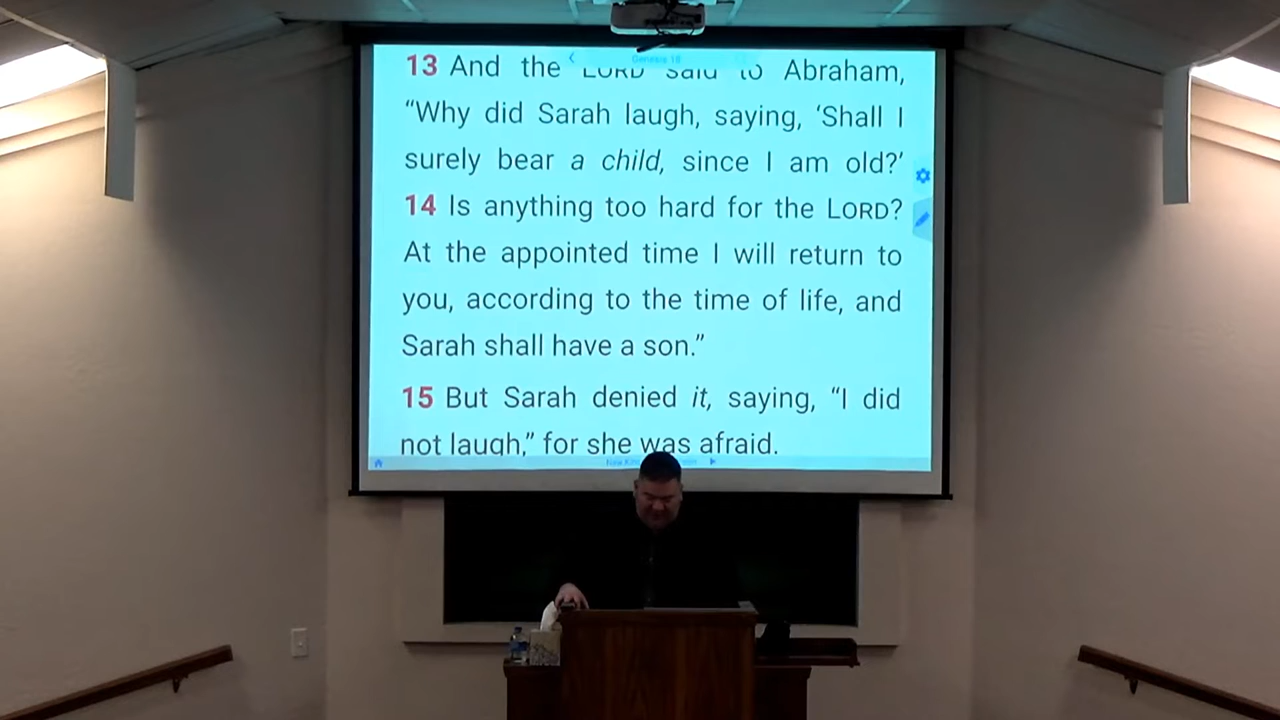 Genesis 18
13 And the LORD said to Abraham,
“Why did Sarah laugh, saying, ‘Shall I
surely bear a child, since I am old?’
14 Is anything too hard for the LORD?
At the appointed time I will return to
you, according to the time of life, and
Sarah shall have a son.”
15 But Sarah denied it, saying, “I did
not laugh,” for she was afraid.